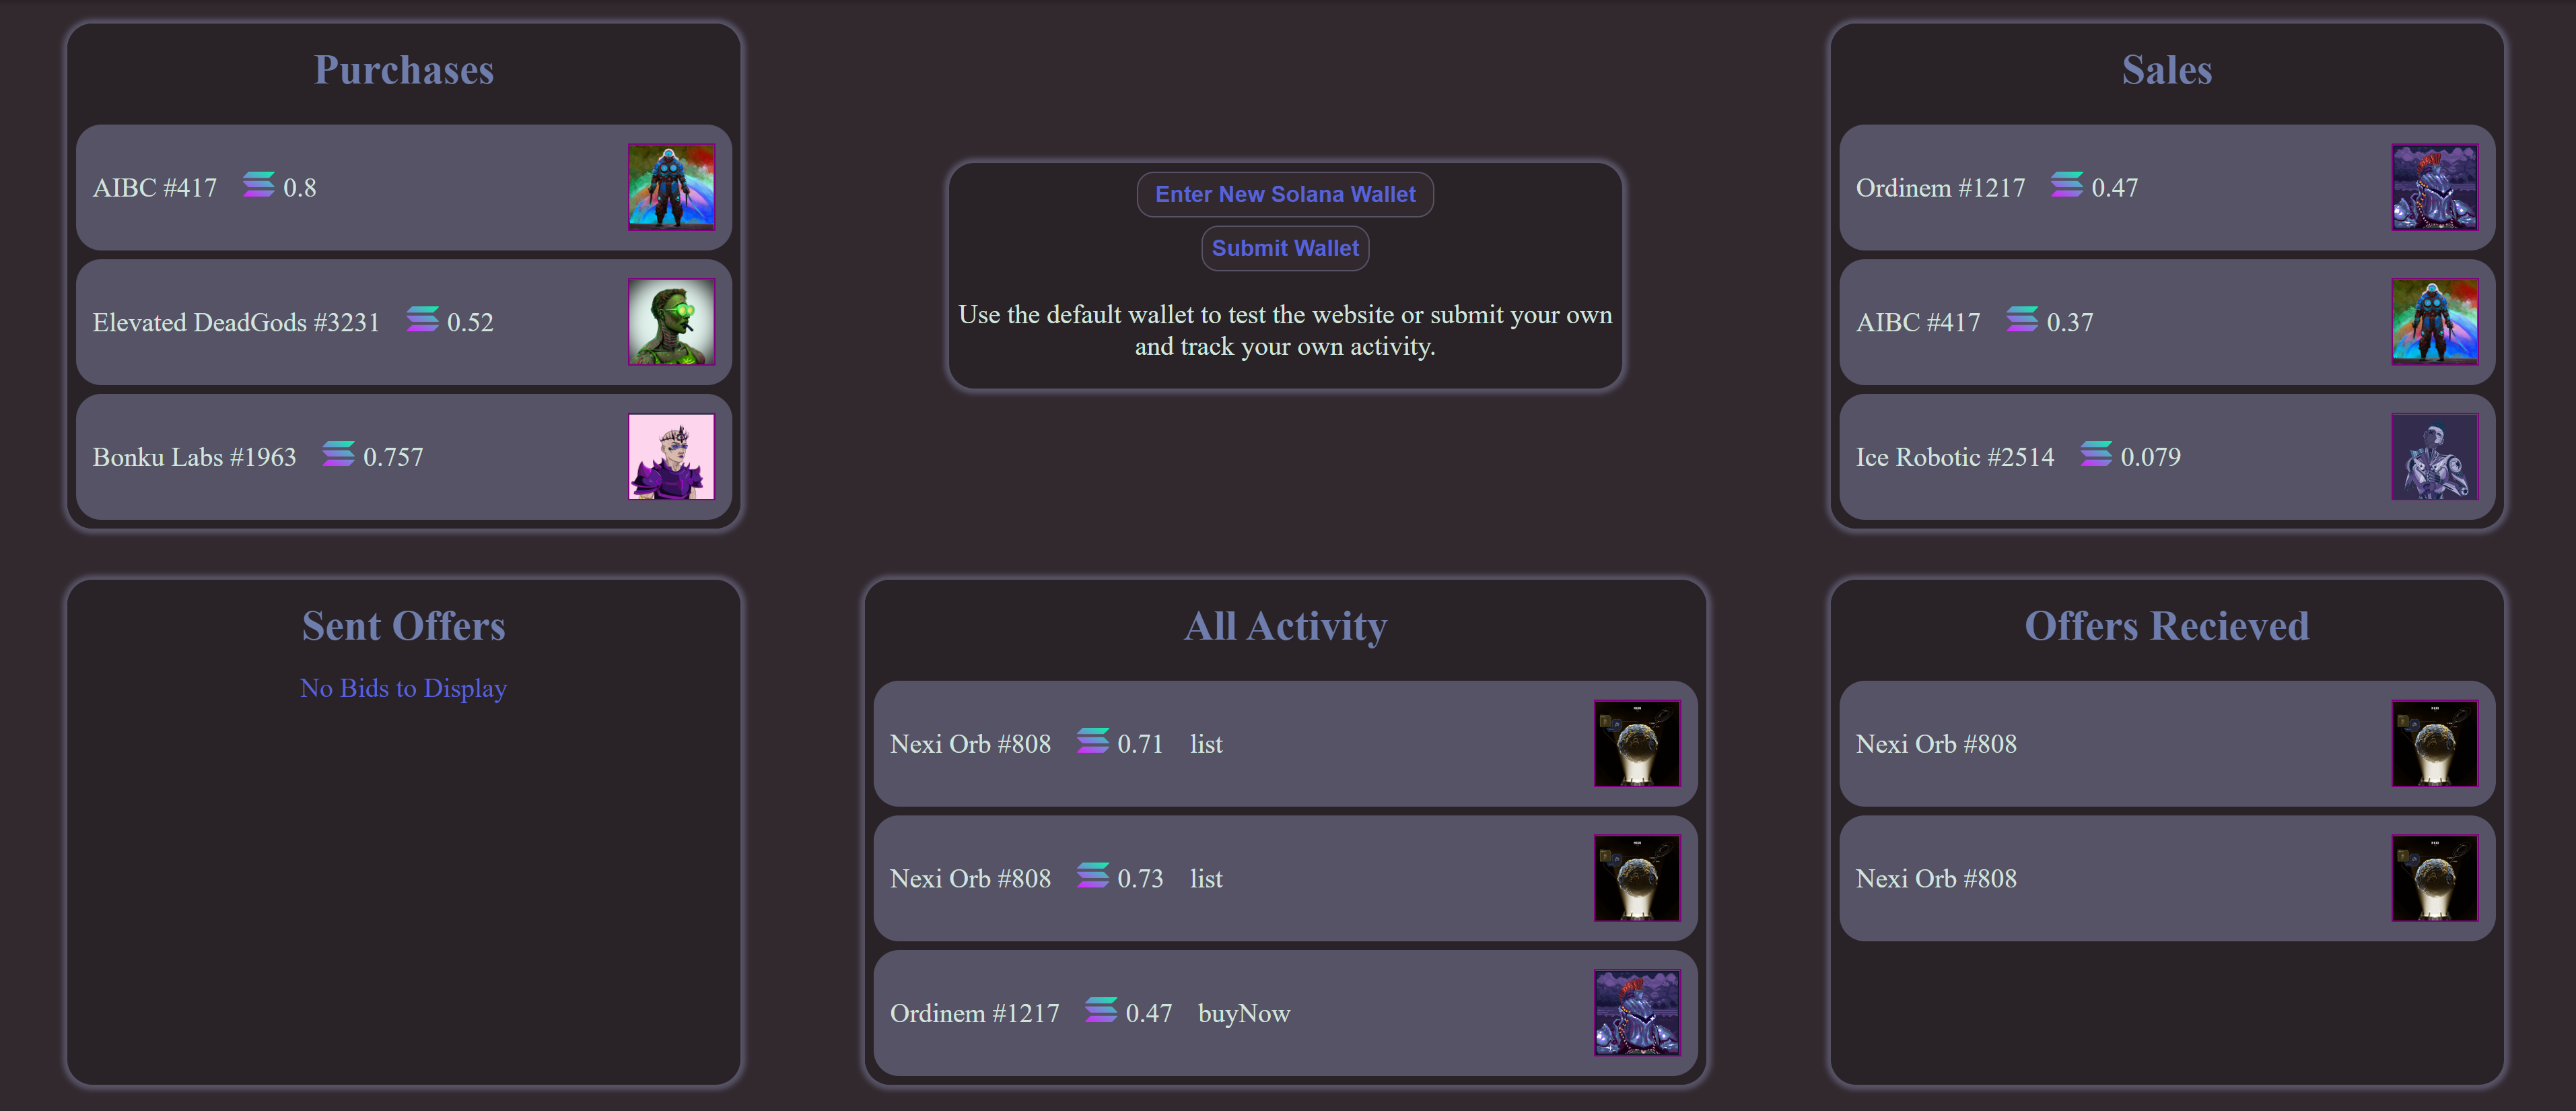 Purchases
AIBC #417 0.8
Elevated DeadGods #3231 0.52
Bonku Labs #1963 0.757
Enter New Solana Wallet
Submit Wallet
Use the default wallet to test the website or submit your own
and track your own activity.
Sales
Ordinem #1217 0.47
AIBC #417 0.37
Ice Robotic #2514 0.079
Sent Offers
No Bids to Display
All Activity
Nexi Orb #808 0.71 list
Nexi Orb #808 0.73 list
Ordinem #1217 0.47 buyNow
Offers Recieved
Nexi Orb #808
Nexi Orb #808